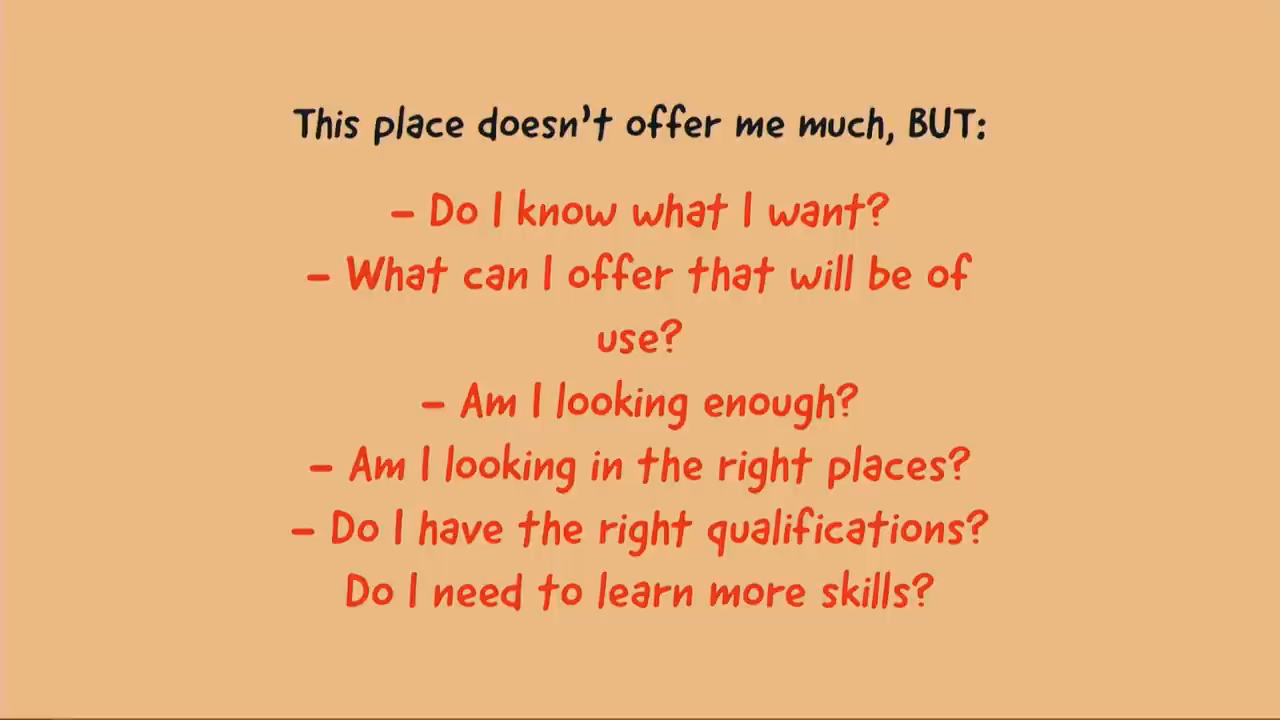 This place doesn't offer me much, BUT:
– Do I know what I want?
– What can I offer that will be of
use?
– Am I looking enough?
– Am I looking in the right places?
– Do I have the right qualifications?
Do I need to learn more skills?